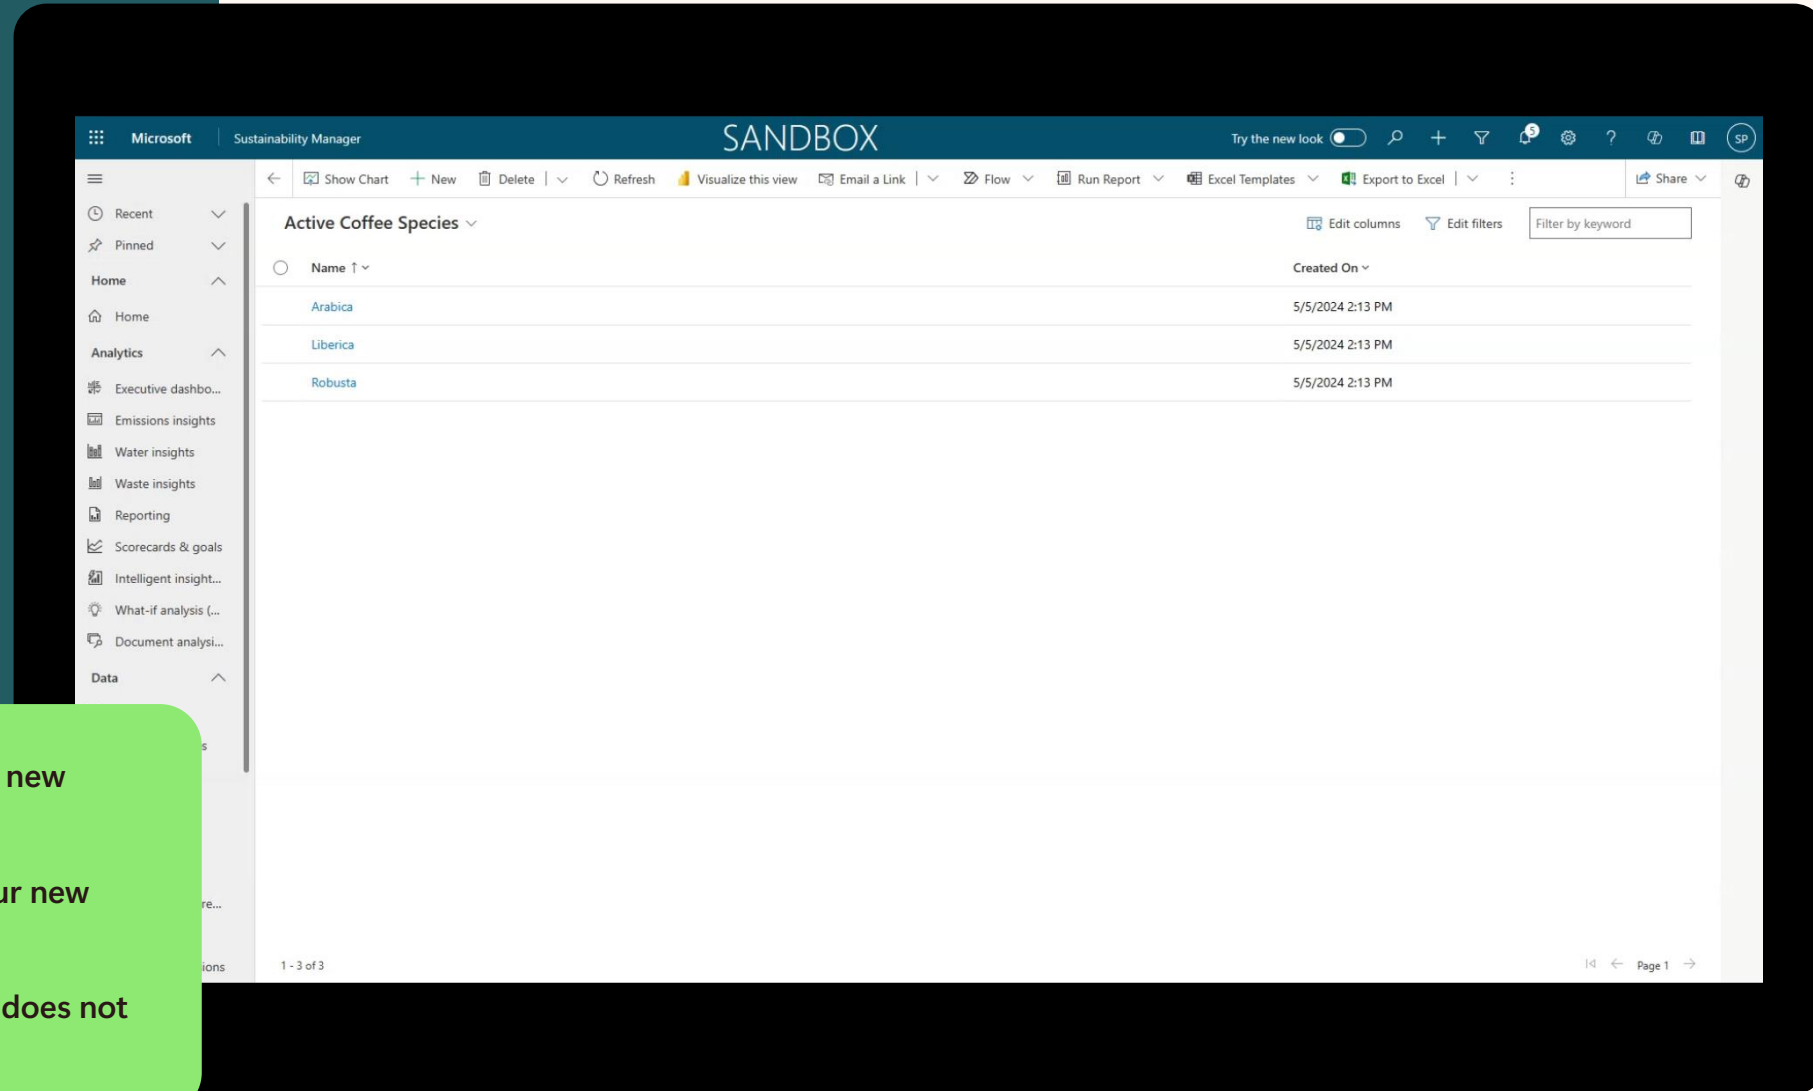 Microsoft Sustainability Manager SANDBOX Try the new look 5 ? SP
Show Chart New Delete Refresh Visualize this view Email a Link Flow Run Report Excel Templates Export to Excel Share
Recent
Pinned
Home
Home
Analytics
Executive dashbo...
Emissions insights
Water insights
Waste insights
Reporting
Scorecards & goals
Intelligent insight...
What-if analysis (...
Document analysi...
Data
s
re...
ions
Active Coffee Species
Edit columns Edit filters Filter by keyword
Name ↑ Created On
Arabica 5/5/2024 2:13 PM
Liberica 5/5/2024 2:13 PM
Robusta 5/5/2024 2:13 PM
1 - 3 of 3 Page 1
new
ur new
does not